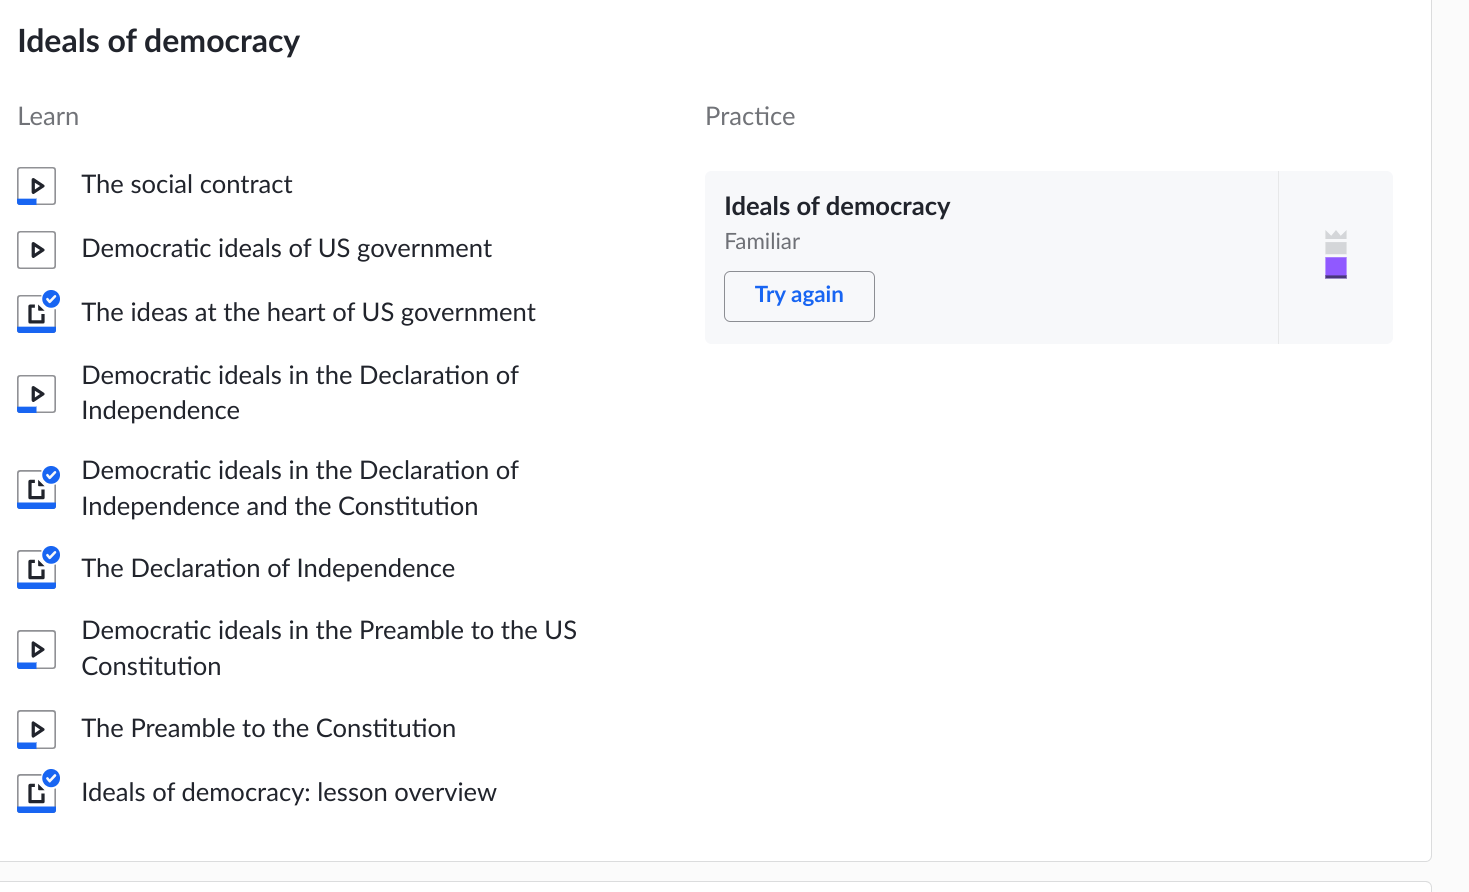 Ideals of democracy
Learn
The social contract
Democratic ideals of US government
The ideas at the heart of US government
Democratic ideals in the Declaration of
Independence
Democratic ideals in the Declaration of
Independence and the Constitution
The Declaration of Independence
Democratic ideals in the Preamble to the US
Constitution
The Preamble to the Constitution
Ideals of democracy: lesson overview
Practice
Ideals of democracy
Familiar
Try again